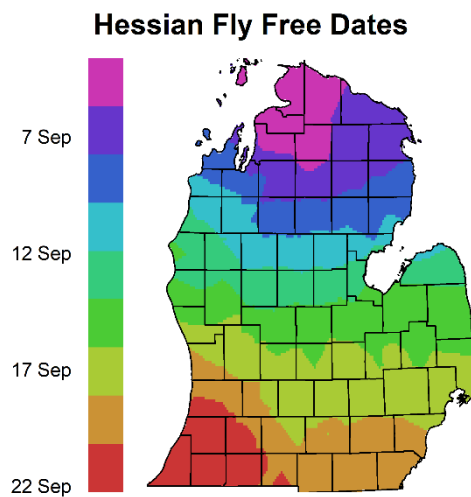 Hessian Fly Free Dates
7 Sep
12 Sep
17 Sep
22 Sep